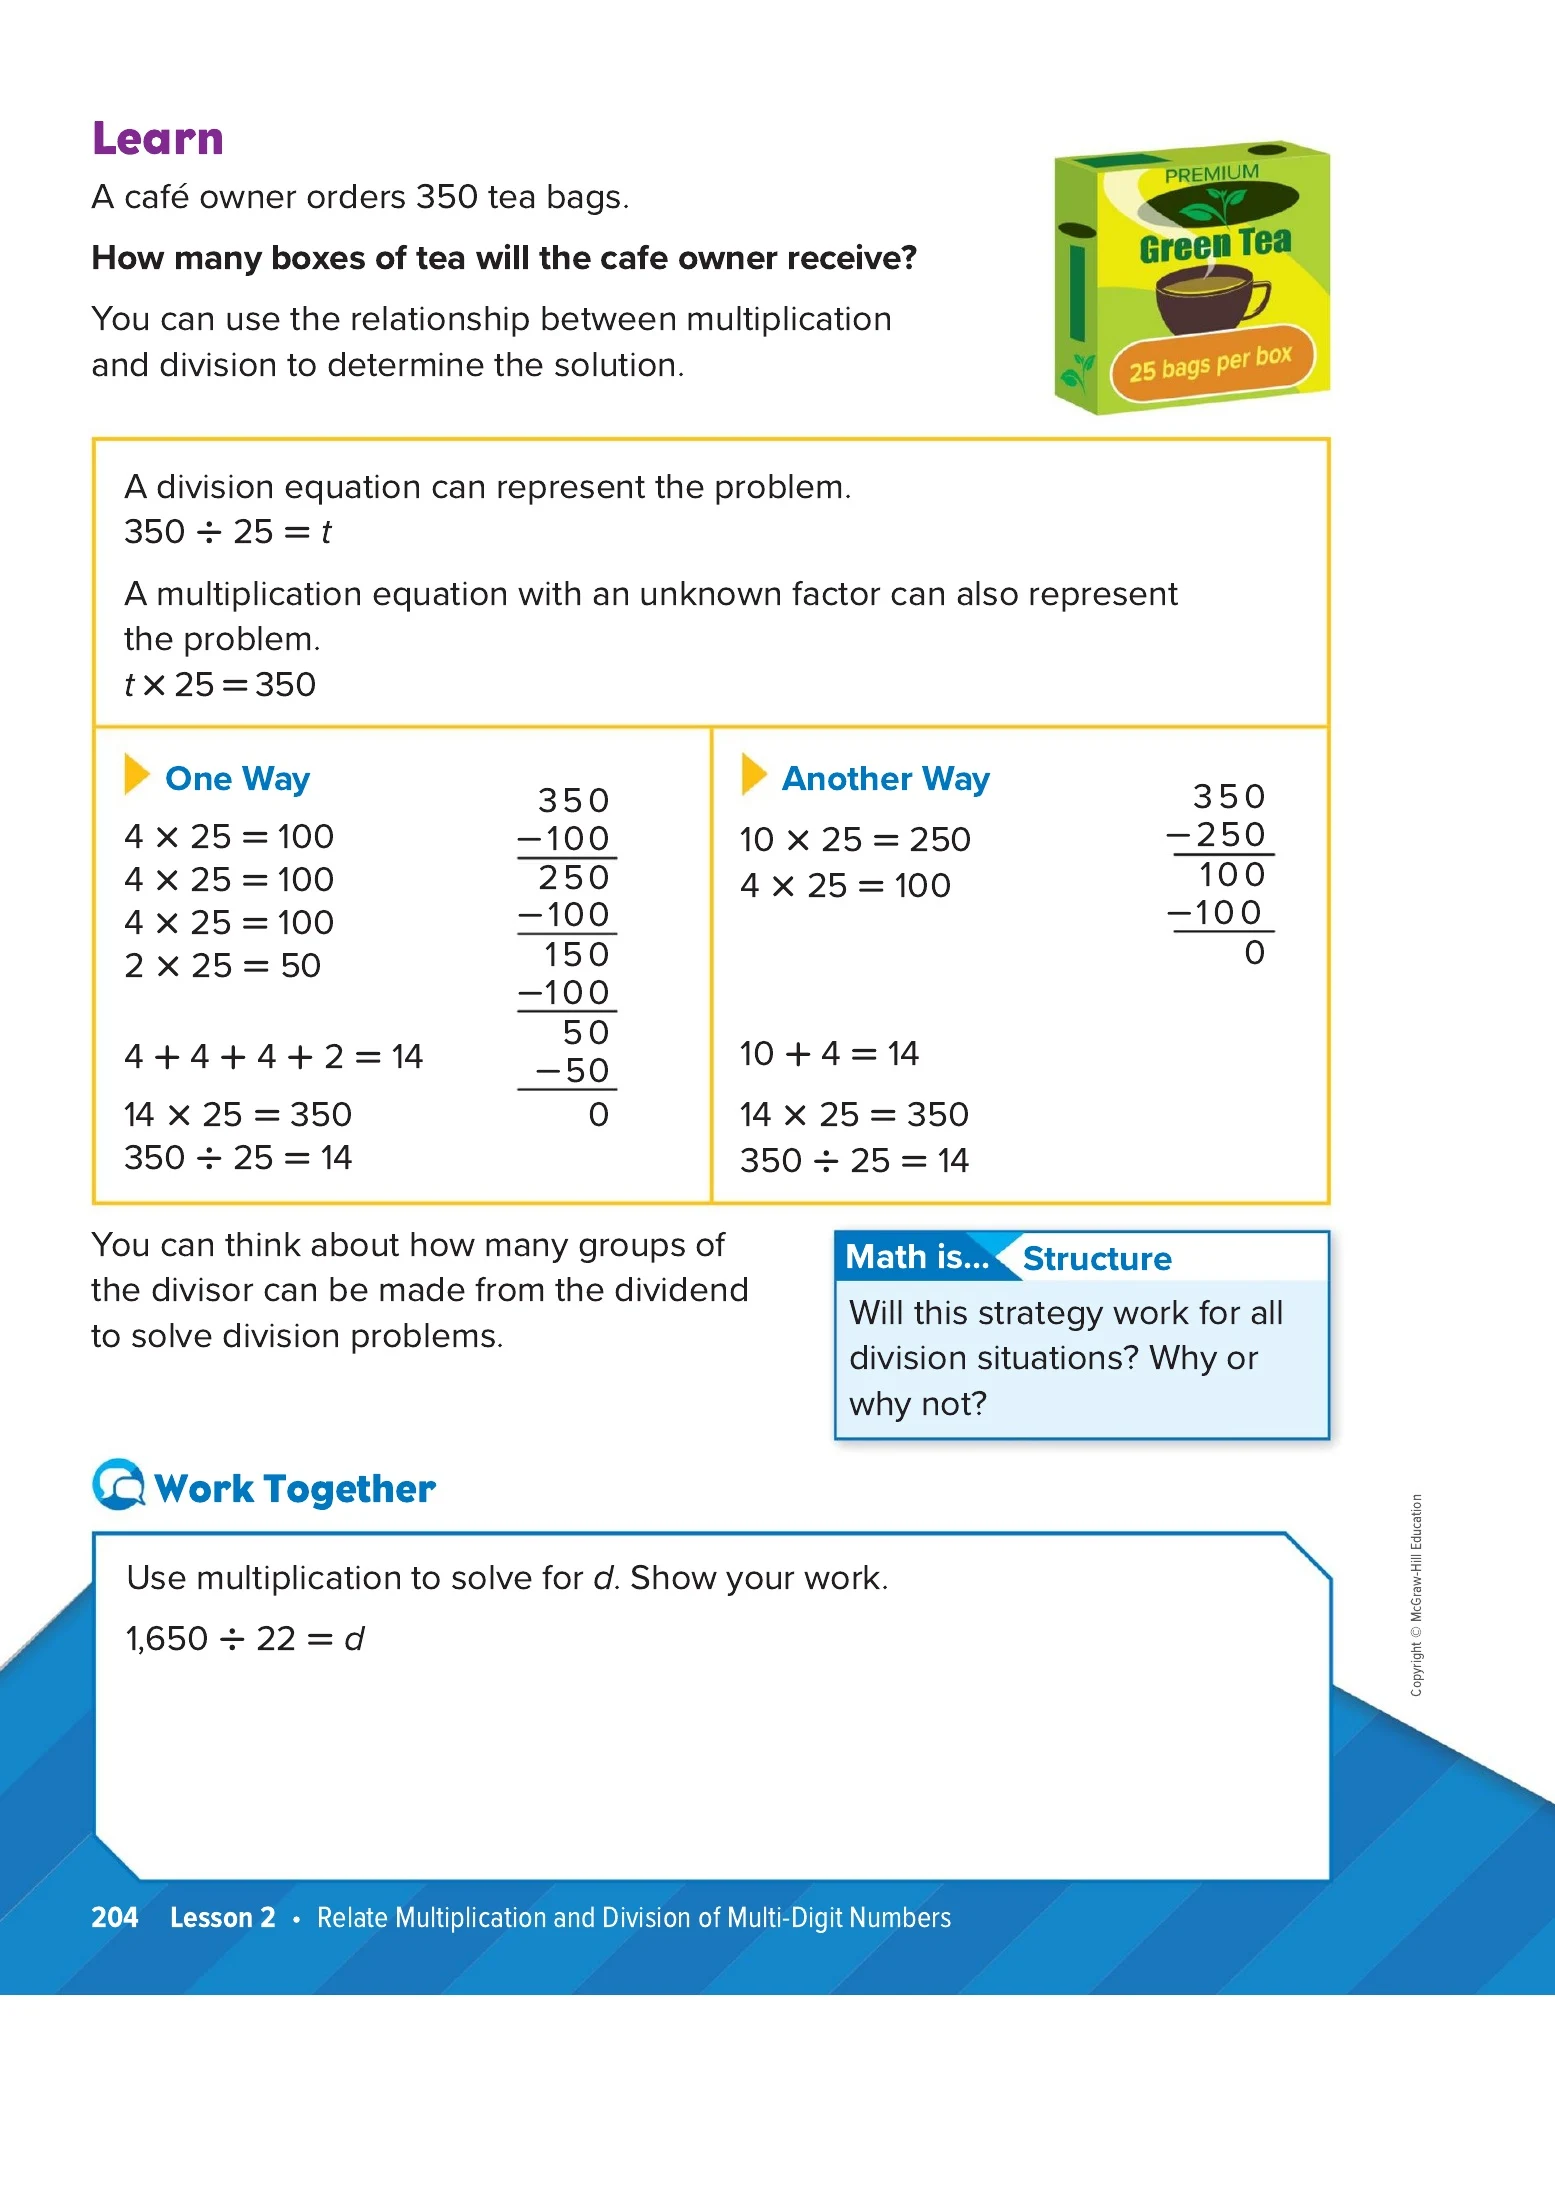 Learn
A café owner orders 350 tea bags.
How many boxes of tea will the cafe owner receive?
You can use the relationship between multiplication
and division to determine the solution.
PREMIUM
Green Tea
25 bags per box
A division equation can represent the problem.
350 ÷ 25 = t
A multiplication equation with an unknown factor can also represent
the problem.
t × 25 = 350
One Way
4 × 25 = 100
4 × 25 = 100
4 × 25 = 100
2 × 25 = 50
4 + 4 + 4 + 2 = 14
14 × 25 = 350
350 ÷ 25 = 14
350
−100
250
−100
150
−100
50
−50
0
Another Way
10 × 25 = 250
4 × 25 = 100
10 + 4 = 14
14 × 25 = 350
350 ÷ 25 = 14
350
−250
100
−100
0
You can think about how many groups of
the divisor can be made from the dividend
to solve division problems.
Math is... Structure
Will this strategy work for all
division situations? Why or
why not?
Work Together
Use multiplication to solve for d. Show your work.
1,650 ÷ 22 = d
Copyright © McGraw-Hill Education
204 Lesson 2 • Relate Multiplication and Division of Multi-Digit Numbers